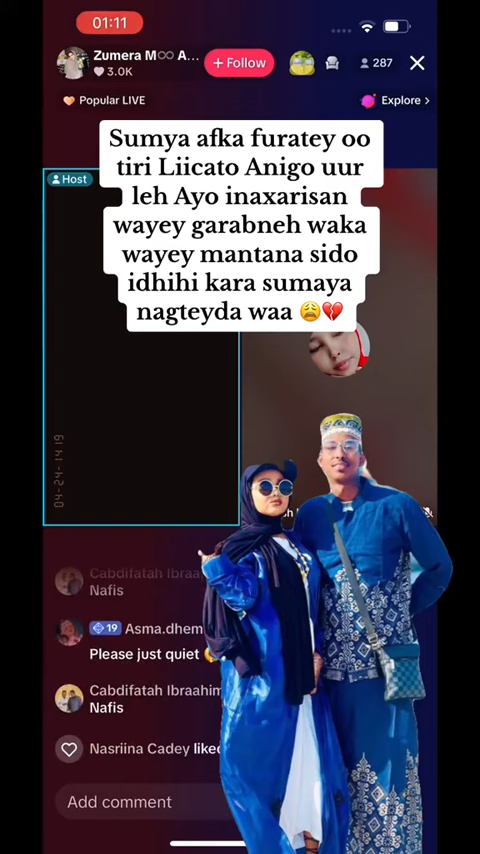 01:11
Zumera M∞ A...
3.0K
+ Follow
287
Popular LIVE
Explore >
Host
Sumya afka furatey oo
tiri Liicato Anigo uur
leh Ayo inaxarisan
wayey garabneh waka
wayey mantana sido
idhihi kara sumaya
nagteyda waa 😩💔
04-24-14 19
Cabdifatah Ibraa
Nafis
19 Asma.dhem
Please just quiet
Cabdifatah Ibraahim
Nafis
Nasriina Cadey liked
Add comment